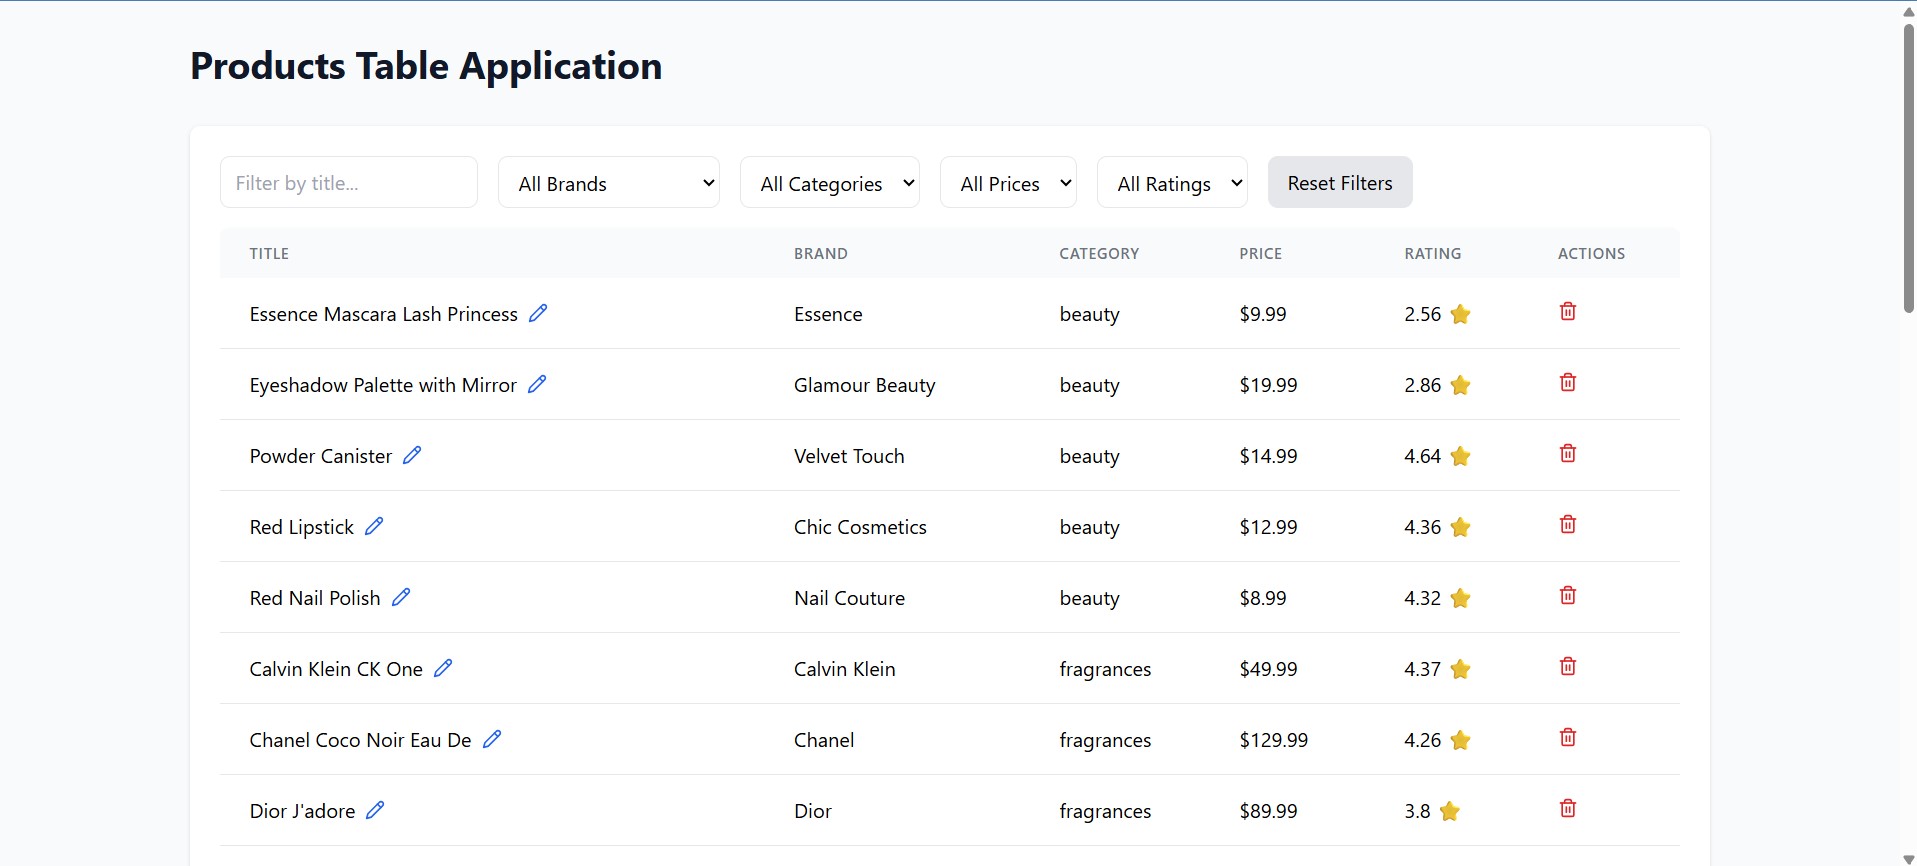 Products Table Application
Filter by title... All Brands All Categories All Prices All Ratings Reset Filters
TITLE BRAND CATEGORY PRICE RATING ACTIONS
Essence Mascara Lash Princess Essence beauty $9.99 2.56
Eyeshadow Palette with Mirror Glamour Beauty beauty $19.99 2.86
Powder Canister Velvet Touch beauty $14.99 4.64
Red Lipstick Chic Cosmetics beauty $12.99 4.36
Red Nail Polish Nail Couture beauty $8.99 4.32
Calvin Klein CK One Calvin Klein fragrances $49.99 4.37
Chanel Coco Noir Eau De Chanel fragrances $129.99 4.26
Dior J'adore Dior fragrances $89.99 3.8